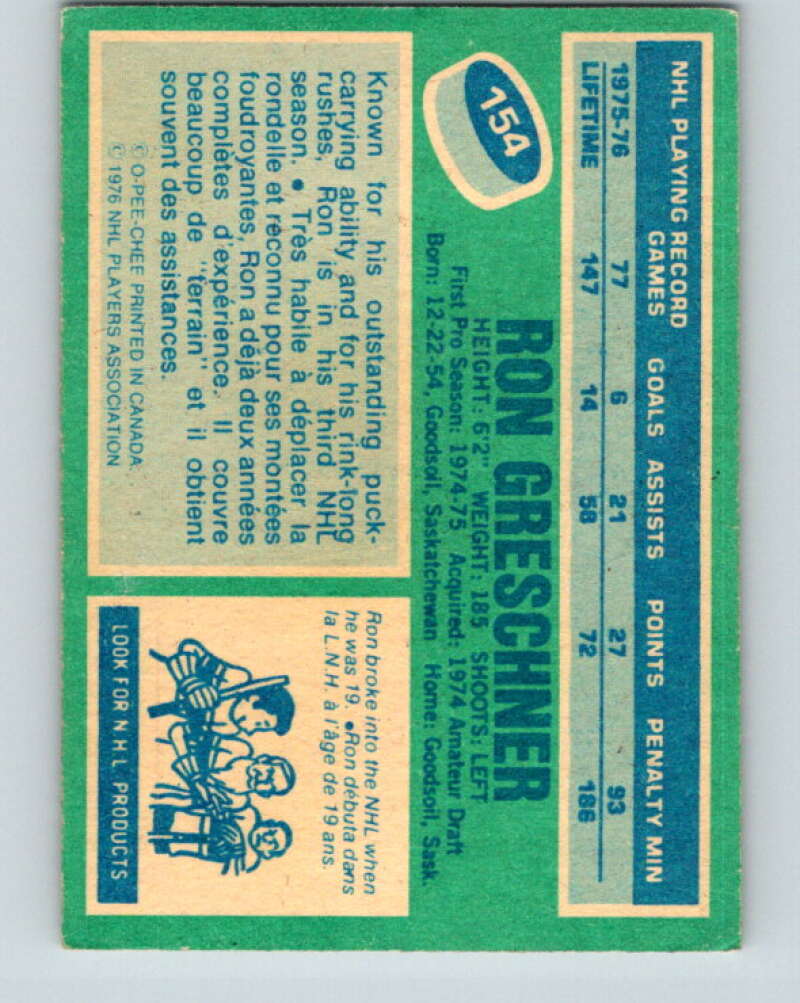 NHL PLAYING RECORD
GAMES GOALS ASSISTS POINTS PENALTY MIN
1975-76 77 6 21 27 93
LIFETIME 147 14 58 72 186
154
RON GRESCHNER
HEIGHT: 6'2" WEIGHT: 185 SHOOTS: LEFT
First Pro Season: 1974-75 Acquired: 1974 Amateur Draft
Born: 12-22-54, Goodsoil, Saskatchewan Home: Goodsoil, Sask.
Known for his outstanding puck-
carrying ability and for his rink-long
rushes, Ron is in his third NHL
season. • Très habile à déplacer la
rondelle et reconnu pour ses montées
foudroyantes, Ron a déjà deux années
complètes d'expérience. Il couvre
beaucoup de "terrain" et il obtient
souvent des assistances.
© O-PEE-CHEE PRINTED IN CANADA
© 1976 NHL PLAYERS ASSOCIATION
Ron broke into the NHL when
he was 19. •Ron débuta dans
la L.N.H. à l'âge de 19 ans.
LOOK FOR NHL PRODUCTS